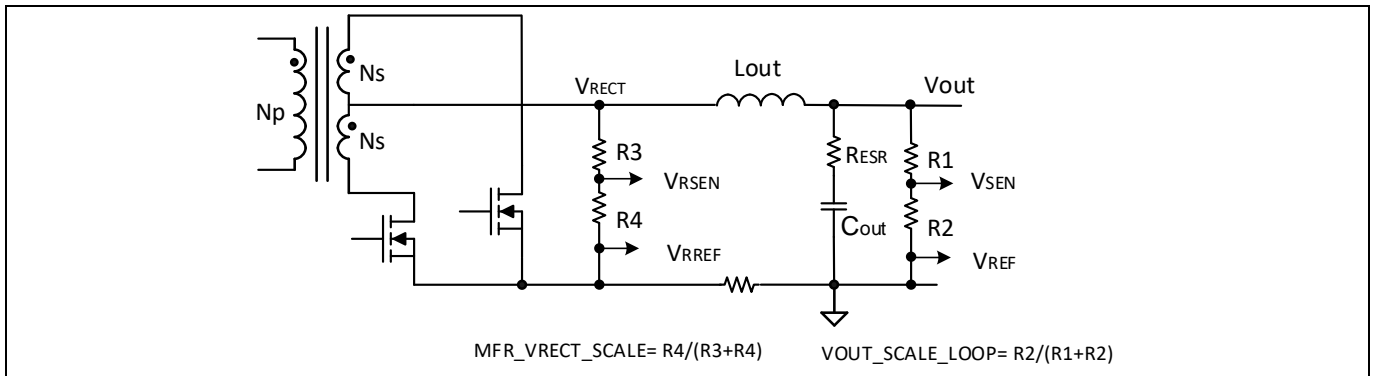 Ns
Np
Ns
VRECT
Lout
Vout
R3
VRSEN
R4
VRREF
RESR
Cout
R1
VSEN
R2
VREF
MFR_VRECT_SCALE= R4/(R3+R4)
VOUT_SCALE_LOOP= R2/(R1+R2)